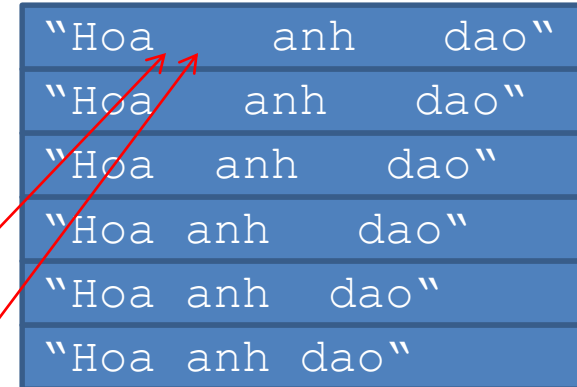 “Hoa    anh   dao“
“Hoa   anh   dao“
“Hoa  anh   dao“
“Hoa anh   dao“
“Hoa anh  dao“
“Hoa anh dao“